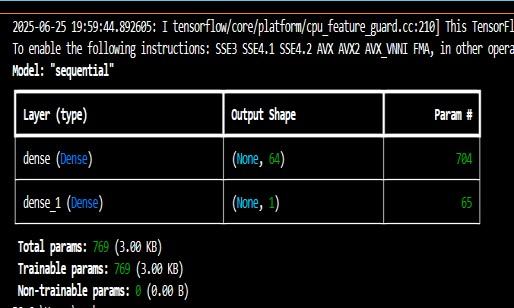 2025-06-25 19:59:44.892605: I tensorflow/core/platform/cpu_feature_guard.cc:210] This TensorFl
To enable the following instructions: SSE3 SSE4.1 SSE4.2 AVX AVX2 AVX_VNNI FMA, in other opera
Model: "sequential"
Layer (type) Output Shape Param #
dense (Dense) (None, 64) 704
dense_1 (Dense) (None, 1) 65
Total params: 769 (3.00 KB)
Trainable params: 769 (3.00 KB)
Non-trainable params: 0 (0.00 B)